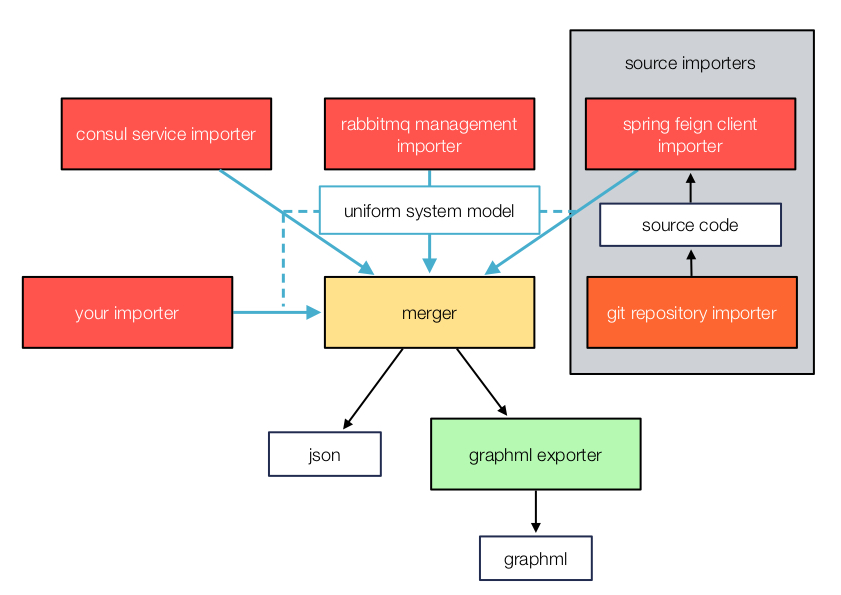 source importers
consul service importer
rabbitmq management
importer
spring feign client
importer
uniform system model
source code
your importer
merger
git repository importer
json
graphml exporter
graphml